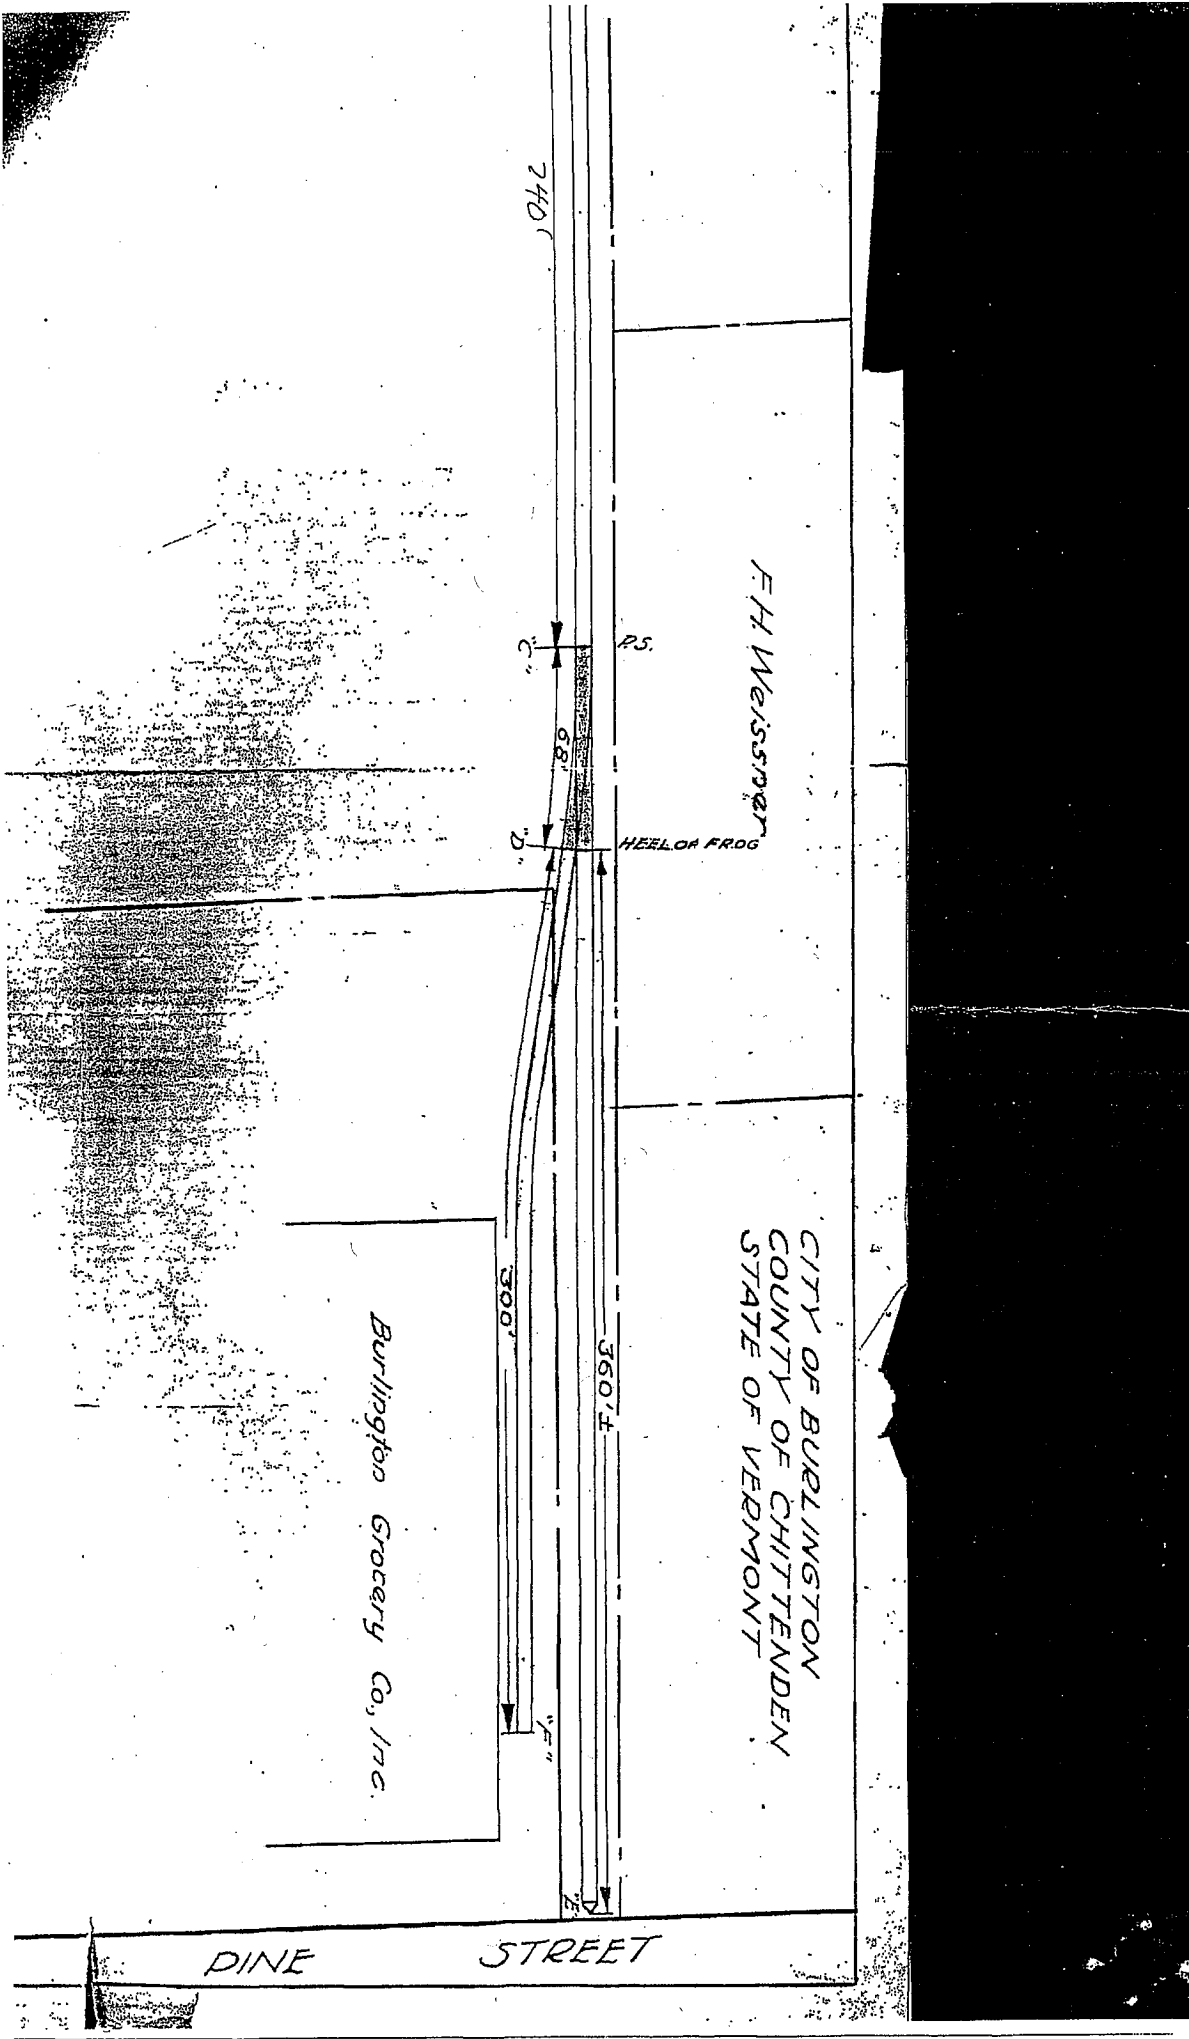 CITY OF BURLINGTON
COUNTY OF CHITTENDEN
STATE OF VERMONT
F.H. Weissner
P.S.
HEEL OF FROG
240'
"C"
68'
"D"
360'±
300'
"F"
"E"
Burlington Grocery Co., Inc.
PINE STREET